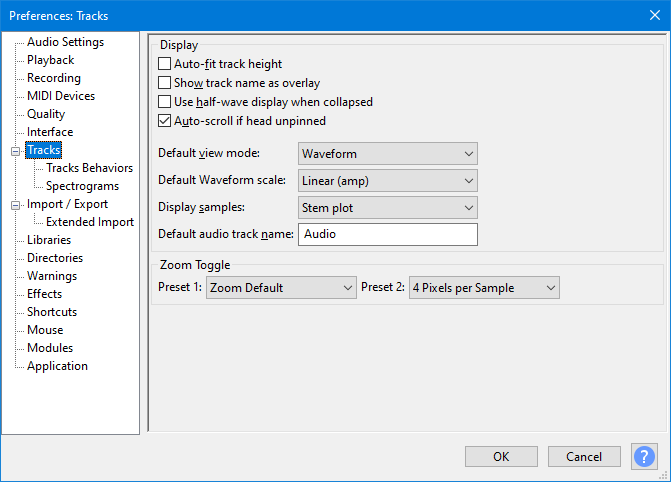 Preferences: Tracks
Audio Settings
Playback
Recording
MIDI Devices
Quality
Interface
Tracks
Tracks Behaviors
Spectrograms
Import / Export
Extended Import
Libraries
Directories
Warnings
Effects
Shortcuts
Mouse
Modules
Application
Display
Auto-fit track height
Show track name as overlay
Use half-wave display when collapsed
Auto-scroll if head unpinned
Default view mode: Waveform
Default Waveform scale: Linear (amp)
Display samples: Stem plot
Default audio track name: Audio
Zoom Toggle
Preset 1: Zoom Default Preset 2: 4 Pixels per Sample
OK Cancel ?